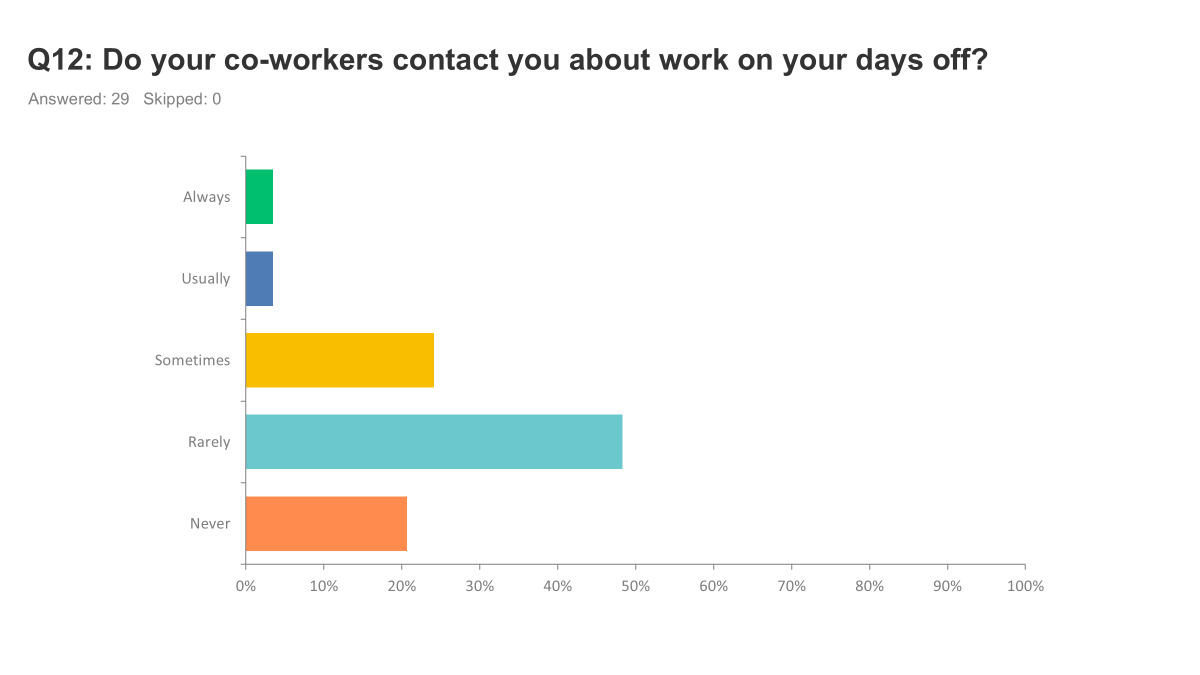 Q12: Do your co-workers contact you about work on your days off?
Answered: 29 Skipped: 0
Always
Usually
Sometimes
Rarely
Never
0% 10% 20% 30% 40% 50% 60% 70% 80% 90% 100%